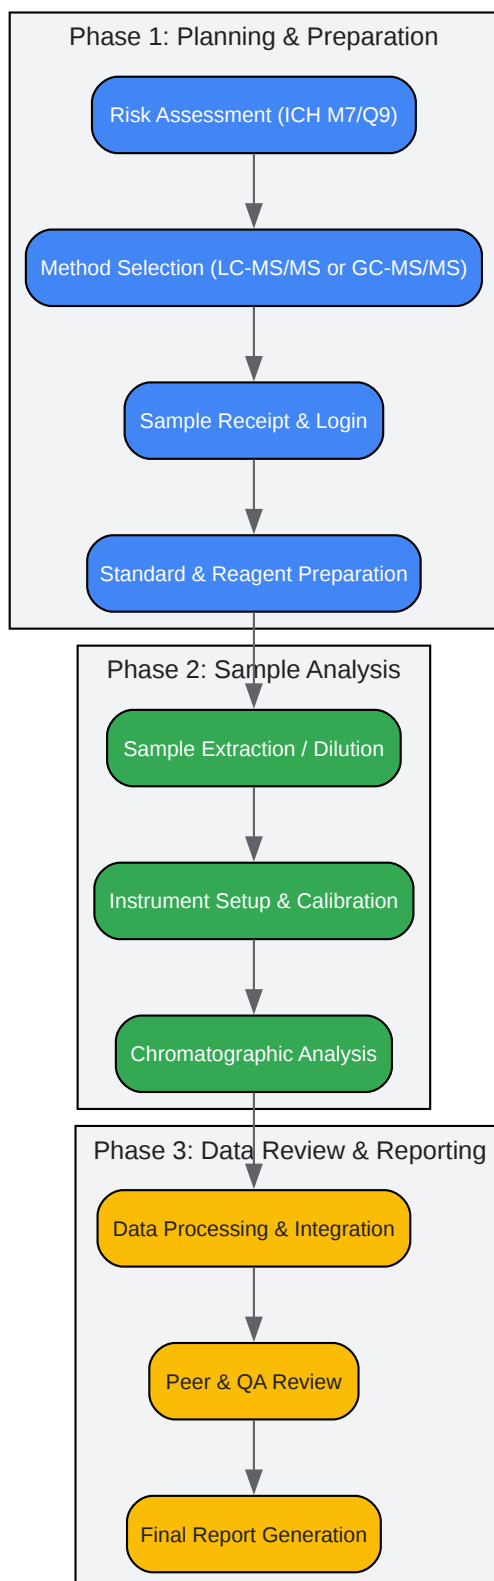 Phase 1: Planning & Preparation
Risk Assessment (ICH M7/Q9)
Method Selection (LC-MS/MS or GC-MS/MS)
Sample Receipt & Login
Standard & Reagent Preparation
Phase 2: Sample Analysis
Sample Extraction / Dilution
Instrument Setup & Calibration
Chromatographic Analysis
Phase 3: Data Review & Reporting
Data Processing & Integration
Peer & QA Review
Final Report Generation